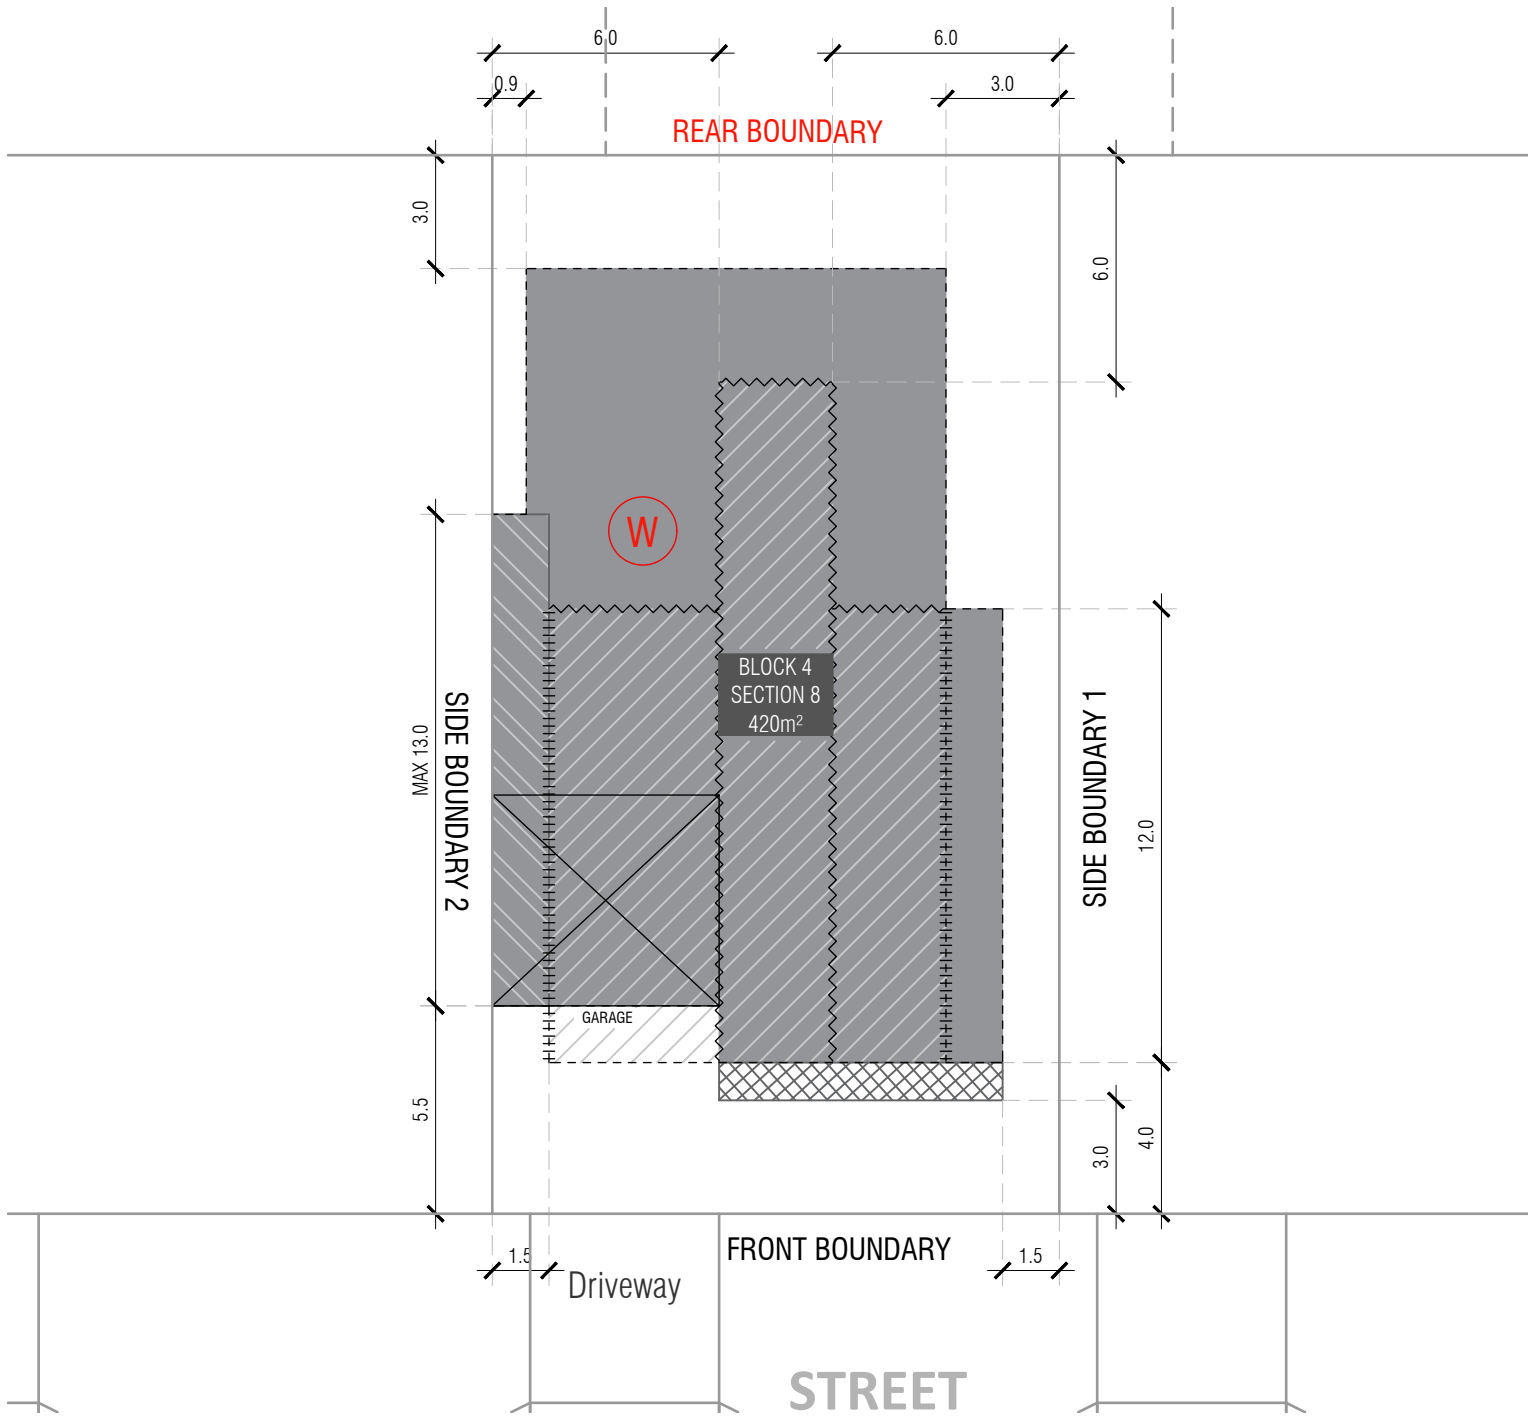 6.0
6.0
0.9
3.0
REAR BOUNDARY
3.0
6.0
W
BLOCK 4
SECTION 8
420m²
MAX 13.0
SIDE BOUNDARY 2
SIDE BOUNDARY 1
12.0
GARAGE
5.5
3.0
4.0
1.5
FRONT BOUNDARY
1.5
Driveway
STREET